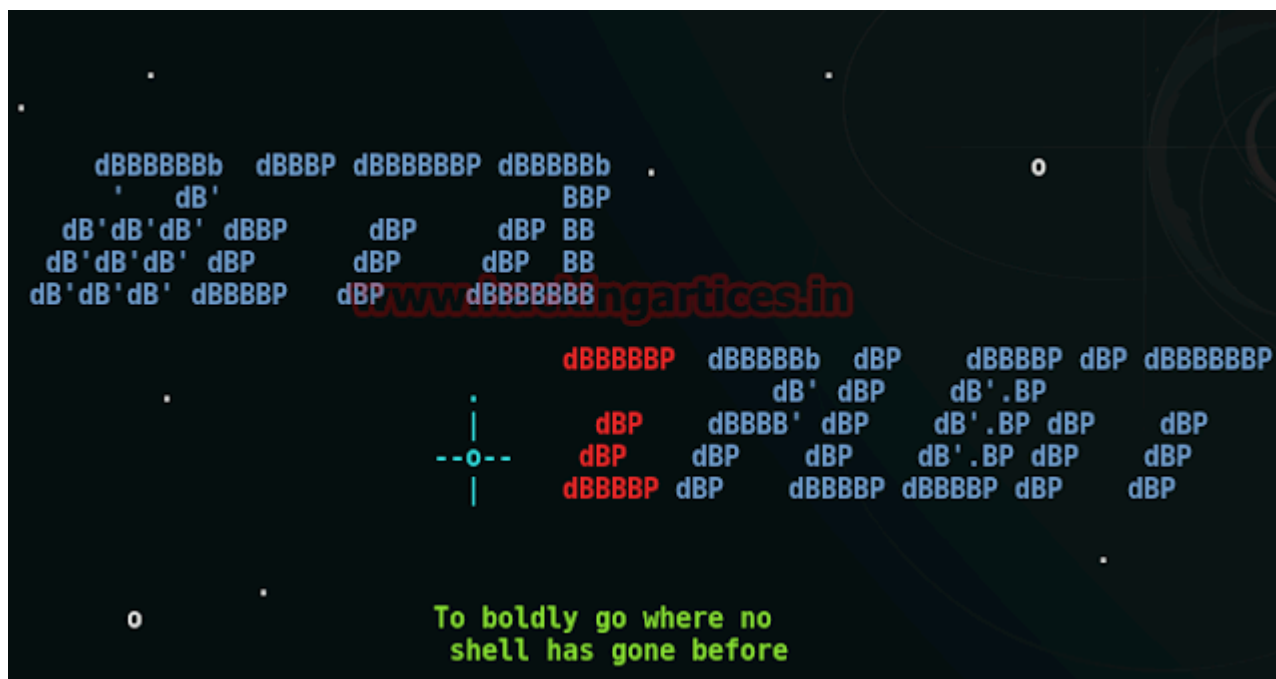 dBBBBBBb  dBBBP dBBBBBBP dBBBBBb
'   dB'                     BBP
dB'dB'dB' dBBP     dBP     dBP BB
dB'dB'dB' dBP      dBP     dBP  BB
dB'dB'dB' dBBBBP   dBP     dBBBBBBB
www.hackingartices.in
dBBBBBP  dBBBBBb  dBP    dBBBBP dBP dBBBBBBP
dB' dBP    dB'.BP
dBP    dBBBB' dBP    dB'.BP dBP    dBP
--o-- dBP    dBP    dBP    dB'.BP dBP    dBP
dBBBBP dBP    dBBBBP dBBBBP dBP    dBP
To boldly go where no
shell has gone before